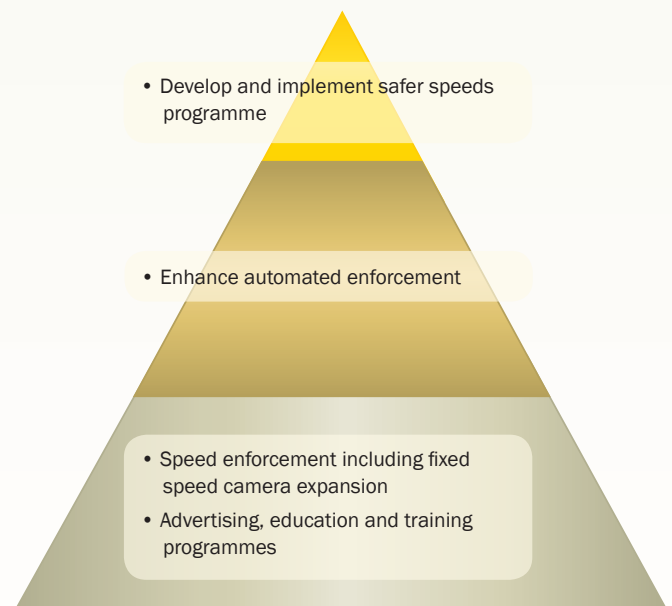 • Develop and implement safer speeds
programme
• Enhance automated enforcement
• Speed enforcement including fixed
speed camera expansion
• Advertising, education and training
programmes